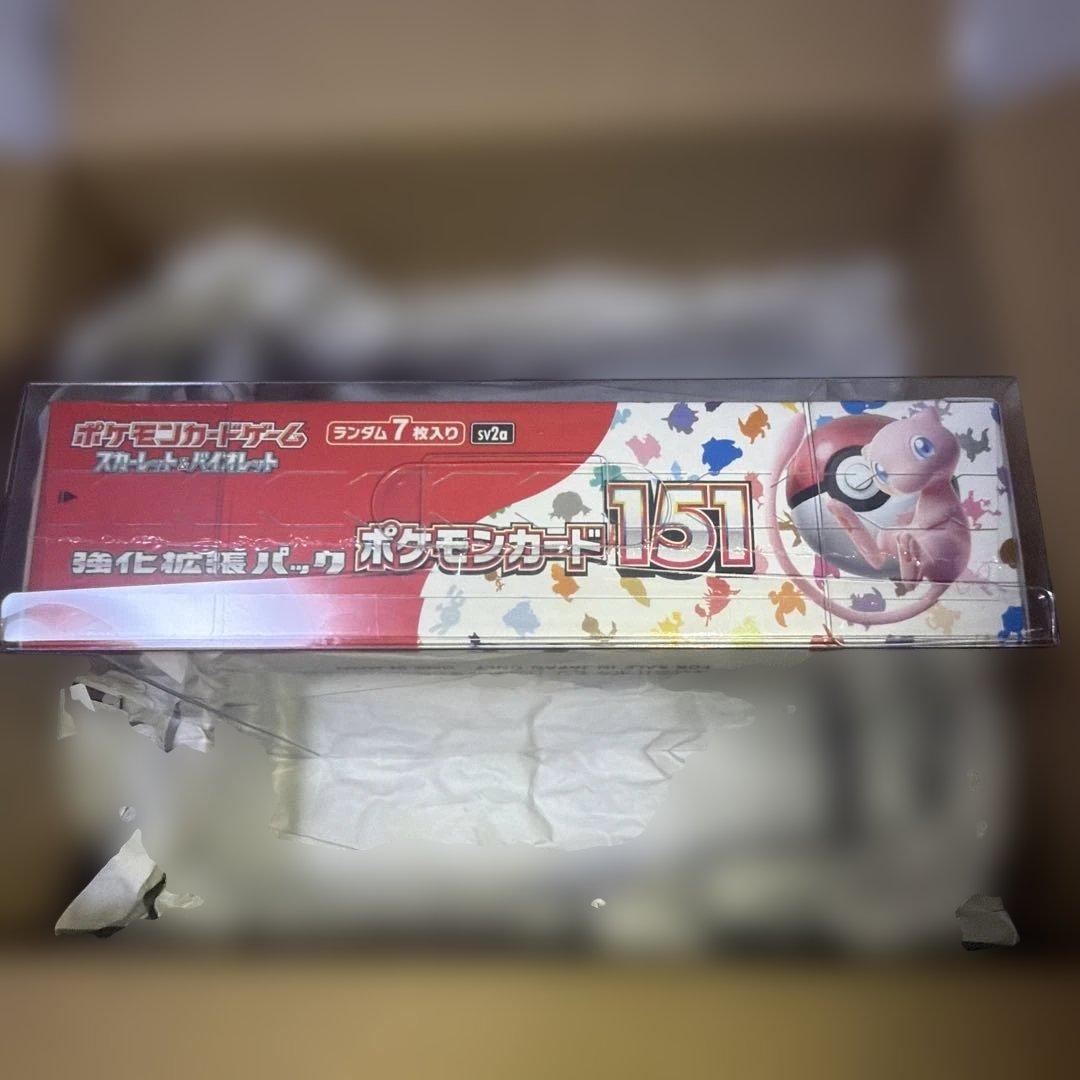 ポケモンカードゲーム
スカーレット&バイオレット
ランダム7枚入り
sv2a
強化拡張パック
ポケモンカード151